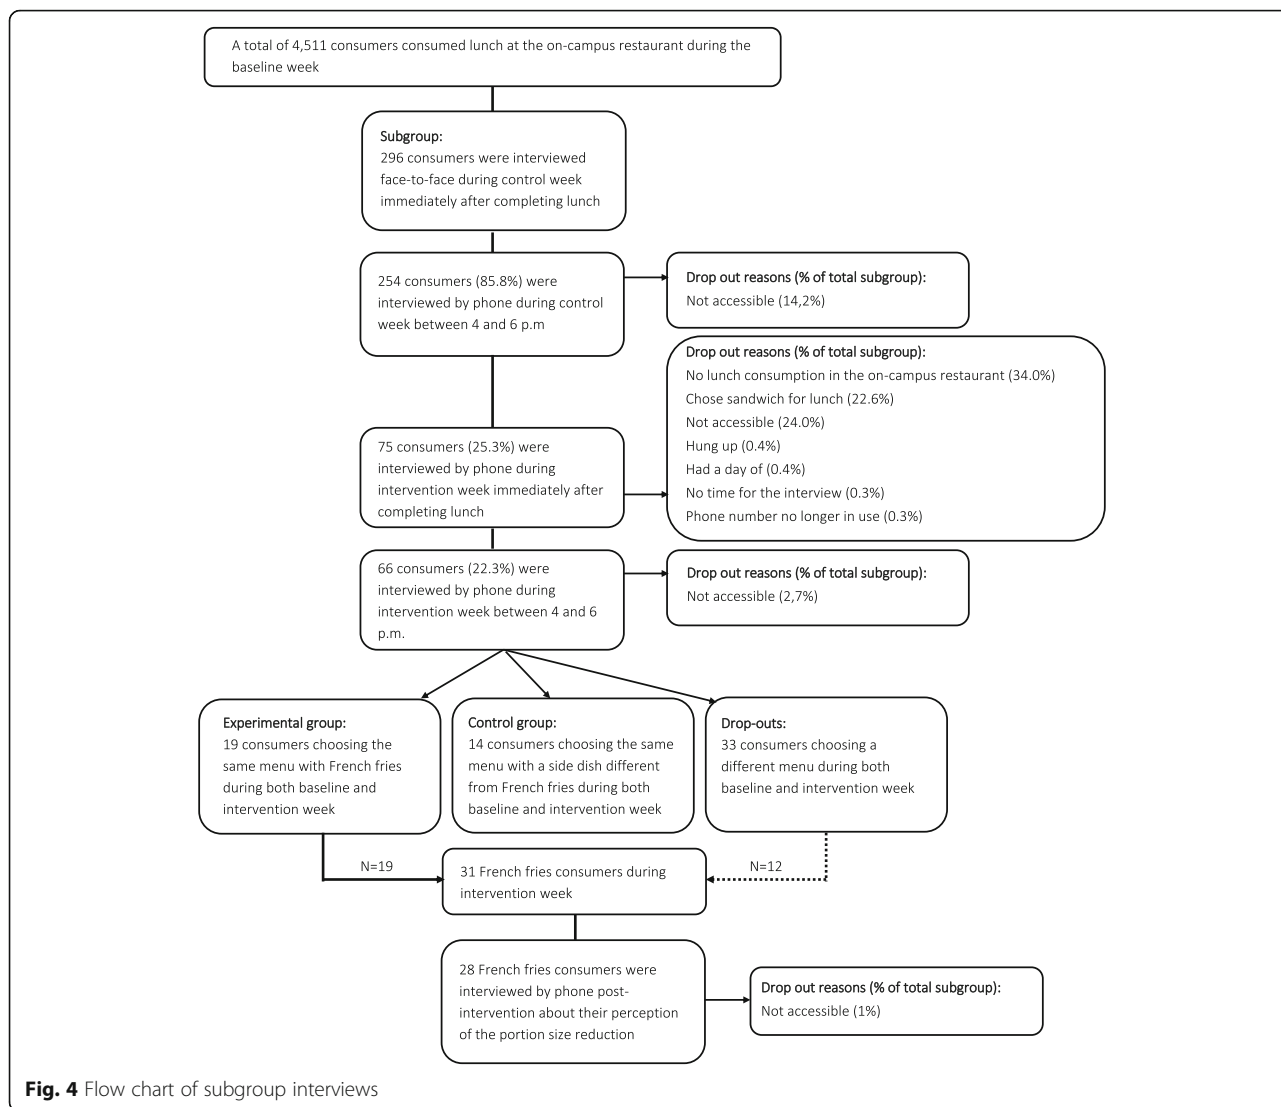 A total of 4,511 consumers consumed lunch at the on-campus restaurant during the
baseline week
Subgroup:
296 consumers were interviewed
face-to-face during control week
immediately after completing lunch
254 consumers (85.8%) were
interviewed by phone during control
week between 4 and 6 p.m
Drop out reasons (% of total subgroup):
Not accessible (14,2%)
Drop out reasons (% of total subgroup):
No lunch consumption in the on-campus restaurant (34.0%)
Chose sandwich for lunch (22.6%)
Not accessible (24.0%)
Hung up (0.4%)
Had a day of (0.4%)
No time for the interview (0.3%)
Phone number no longer in use (0.3%)
75 consumers (25.3%) were
interviewed by phone during
intervention week immediately after
completing lunch
66 consumers (22.3%) were
interviewed by phone during
intervention week between 4 and 6
p.m.
Drop out reasons (% of total subgroup):
Not accessible (2,7%)
Experimental group:
19 consumers choosing the
same menu with French fries
during both baseline and
intervention week
Control group:
14 consumers choosing the same
menu with a side dish different
from French fries during both
baseline and intervention week
Drop-outs:
33 consumers choosing a
different menu during both
baseline and intervention week
N=19
31 French fries consumers during
intervention week
N=12
28 French fries consumers were
interviewed by phone post-
intervention about their perception
of the portion size reduction
Drop out reasons (% of total subgroup):
Not accessible (1%)
Fig. 4 Flow chart of subgroup interviews